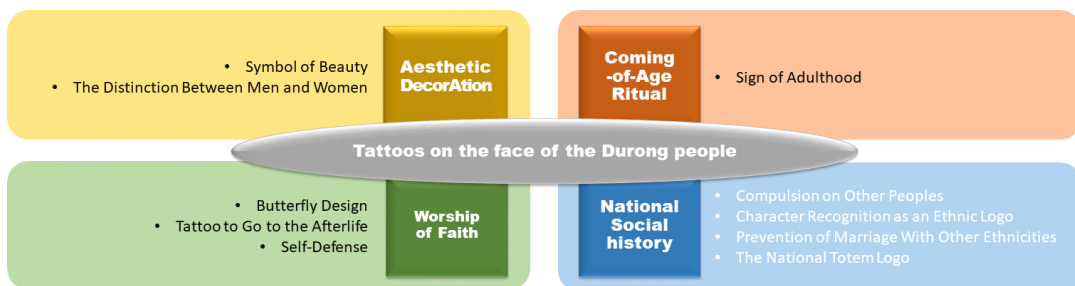 • Symbol of Beauty
• The Distinction Between Men and Women
Aesthetic
DecorAtion
Coming
-of-Age
Ritual
• Sign of Adulthood
Tattoos on the face of the Durong people
• Butterfly Design
• Tattoo to Go to the Afterlife
• Self-Defense
Worship
of Faith
National
Social
history
• Compulsion on Other Peoples
• Character Recognition as an Ethnic Logo
• Prevention of Marriage With Other Ethnicities
• The National Totem Logo